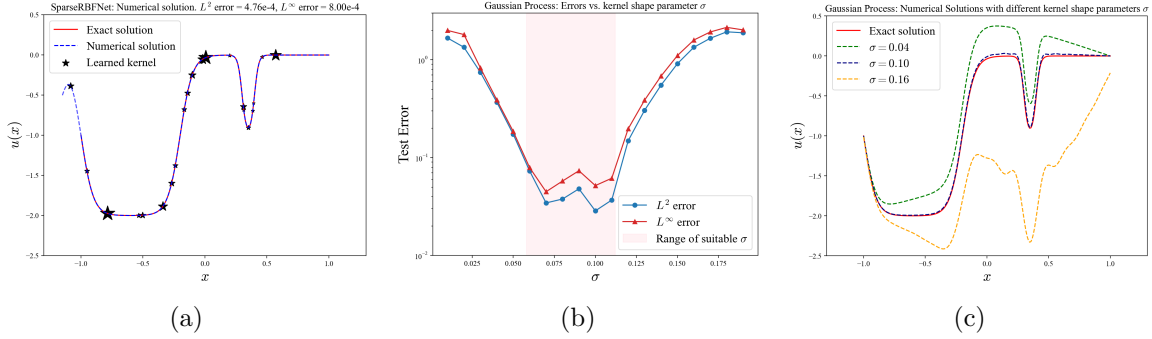 SparseRBFNet: Numerical solution. L² error = 4.76e-4, L∞ error = 8.00e-4
Exact solution
Numerical solution
Learned kernel
0.5
0.0
−0.5
−1.0
−1.5
−2.0
−2.5
u(x)
−1.0
−0.5
0.0
0.5
1.0
x
(a)
Gaussian Process: Errors vs. kernel shape parameter σ
10⁰
10⁻¹
10⁻²
Test Error
L² error
L∞ error
Range of suitable σ
0.025
0.050
0.075
0.100
0.125
0.150
0.175
σ
(b)
Gaussian Process: Numerical Solutions with different kernel shape parameters σ
Exact solution
σ = 0.04
σ = 0.10
σ = 0.16
0.5
0.0
−0.5
−1.0
−1.5
−2.0
−2.5
u(x)
−1.0
−0.5
0.0
0.5
1.0
x
(c)